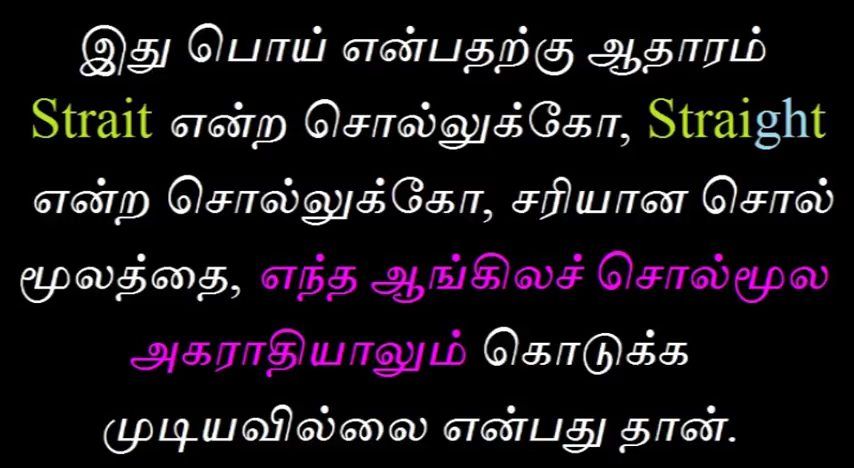 இது பொய் என்பதற்கு ஆதாரம்
Strait என்ற சொல்லுக்கோ, Straight
என்ற சொல்லுக்கோ, சரியான சொல்
மூலத்தை, எந்த ஆங்கிலச் சொல்மூல
அகராதியாலும் கொடுக்க
முடியவில்லை என்பது தான்.